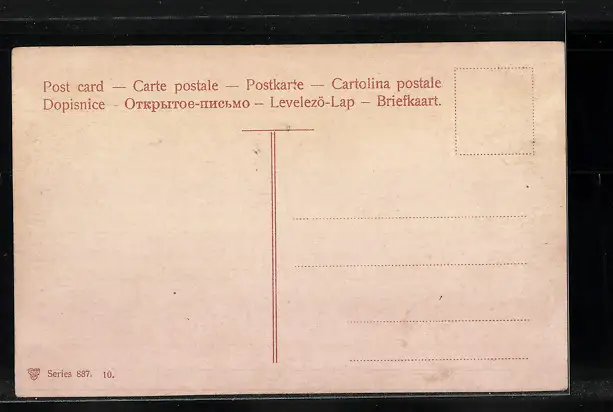 Post card — Carte postale — Postkarte — Cartolina postale
Dopisnice - Открытое-письмо – Levelezö-Lap – Briefkaart.
Series 887. 10.